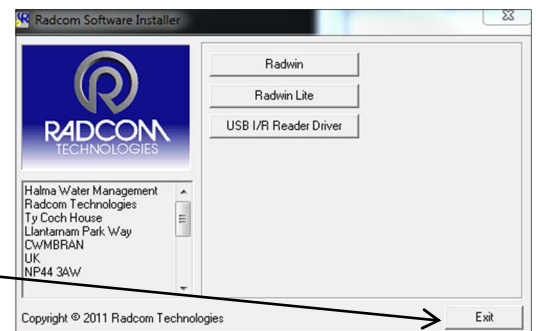 Radcom Software Installer
RADCOM
TECHNOLOGIES
Radwin
Radwin Lite
USB I/R Reader Driver
Halma Water Management
Radcom Technologies
Ty Coch House
Llantarnam Park Way
CWMBRAN
UK
NP44 3AW
Copyright © 2011 Radcom Technologies
Exit